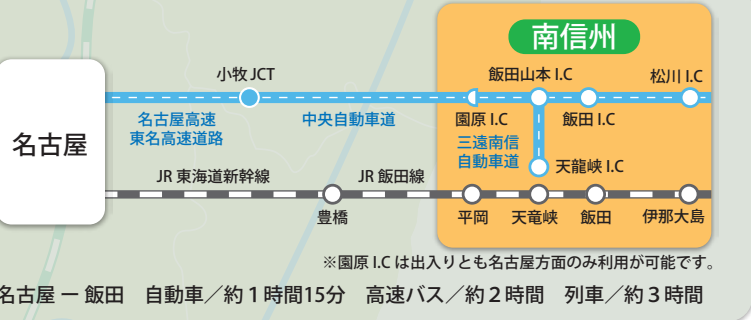 南信州
小牧 JCT
飯田山本 I.C
松川 I.C
名古屋高速
東名高速道路
中央自動車道
園原 I.C
飯田 I.C
三遠南信
自動車道
名古屋
天龍峡 I.C
JR 東海道新幹線
JR 飯田線
豊橋
平岡
天竜峡
飯田
伊那大島
※園原 I.C は出入りとも名古屋方面のみ利用が可能です。
名古屋 ー 飯田　自動車／約１時間15分　高速バス／約２時間　列車／約３時間